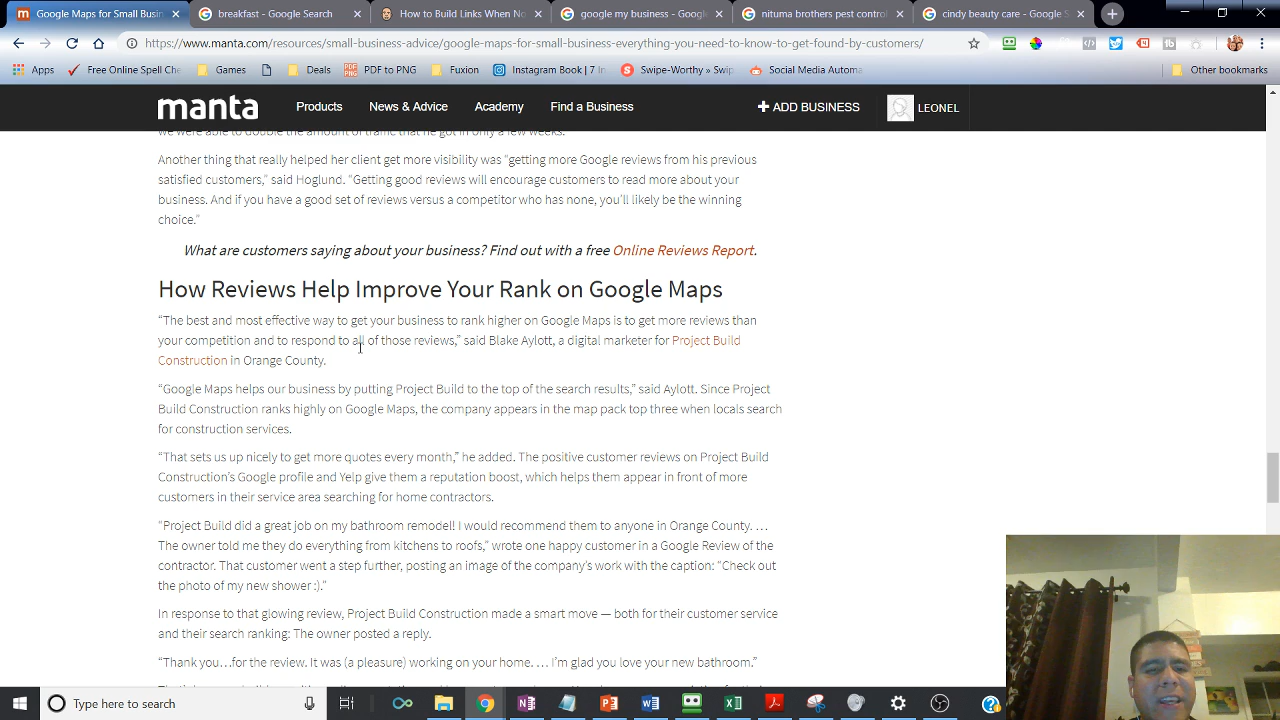 Google Maps for Small Busin
breakfast - Google Search
How to Build Links When No
google my business - Google
nituma brothers pest control
cindy beauty care - Google S
https://www.manta.com/resources/small-business-advice/google-maps-for-small-business-everything-you-need-to-know-to-get-found-by-customers/
Apps
Free Online Spell Che
Games
Deals
PDF to PNG
Fuxion
Instagram Book | 7 In
Swipe-Worthy » Swip
Social Media Automa
Other bookmarks
manta
Products
News & Advice
Academy
Find a Business
+ ADD BUSINESS
LEONEL
we were able to double the amount of traffic that he got in only a few weeks.
Another thing that really helped her client get more visibility was “getting more Google reviews from his previous
satisfied customers,” said Hoglund. “Getting good reviews will encourage customers to read more about your
business. And if you have a good set of reviews versus a competitor who has none, you’ll likely be the winning
choice.”
What are customers saying about your business? Find out with a free Online Reviews Report.
How Reviews Help Improve Your Rank on Google Maps
“The best and most effective way to get your business to rank higher on Google Maps is to get more reviews than
your competition and to respond to all of those reviews,” said Blake Aylott, a digital marketer for Project Build
Construction in Orange County.
“Google Maps helps our business by putting Project Build to the top of the search results,” said Aylott. Since Project
Build Construction ranks highly on Google Maps, the company appears in the map pack top three when locals search
for construction services.
“That sets us up nicely to get more quotes every month,” he added. The positive customer reviews on Project Build
Construction’s Google profile and Yelp give them a reputation boost, which helps them appear in front of more
customers in their service area searching for home contractors.
“Project Build did a great job on my bathroom remodel! I would recommend them to anyone in Orange County. …
The owner told me they do everything from kitchens to roofs,” wrote one happy customer in a Google Review of the
contractor. That customer went a step further, posting an image of the company’s work with the caption: “Check out
the photo of my new shower :).”
In response to that glowing review, Project Build Construction made a smart move — both for their customer service
and their search ranking: The owner posted a reply.
“Thank you…for the review. It was (a pleasure) working on your home. … I’m glad you love your new bathroom.”
Type here to search